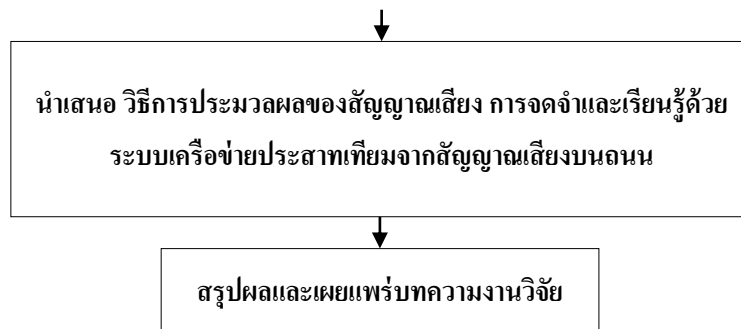 นำเสนอ วิธีการประมวลผลของสัญญาณเสียง การจดจำและเรียนรู้ด้วย
ระบบเครือข่ายประสาทเทียมจากสัญญาณเสียงบนถนน
สรุปผลและเผยแพร่บทความงานวิจัย